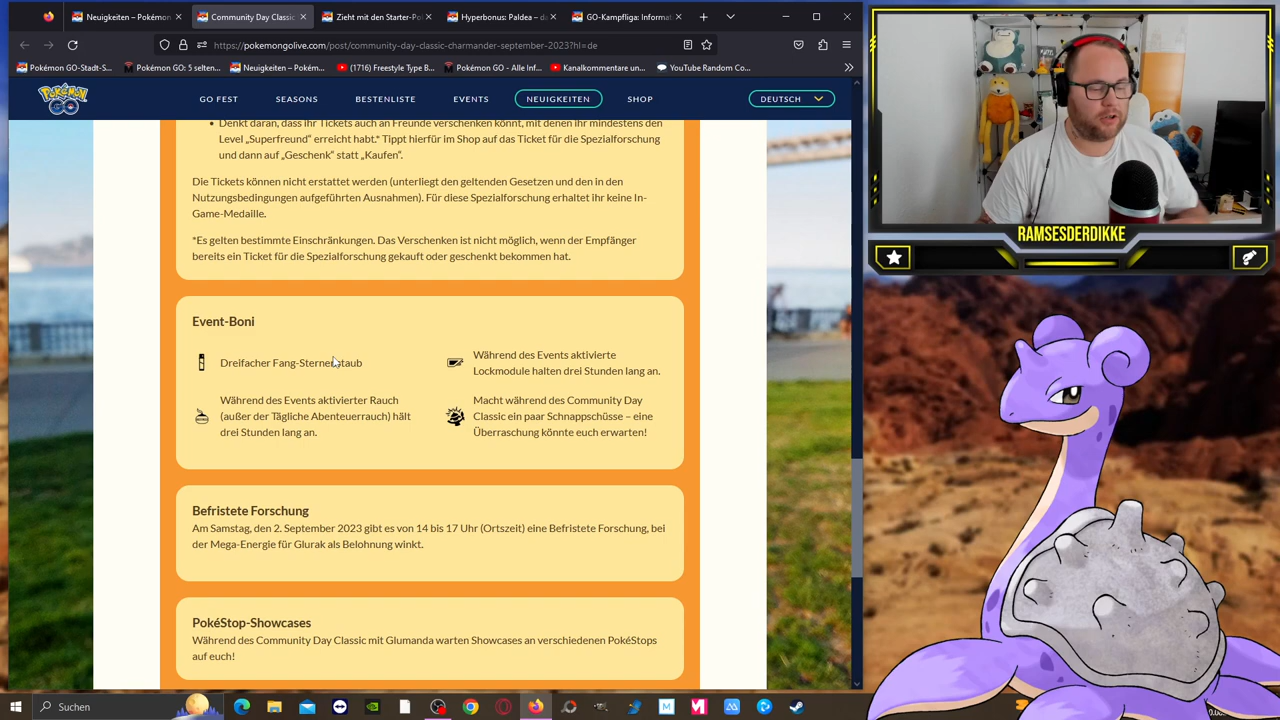 Neuigkeiten – Pokémon
Community Day Classic
Zieht mit den Starter-Po
Hyperbonus: Paldea – d
GO-Kampfliga: Informat
https://pokemongolive.com/post/community-day-classic-charmander-september-2023?hl=de
Pokémon GO-Stadt-S...
Pokémon GO: 5 selten...
Neuigkeiten – Pokém...
(1716) Freestyle Type B...
Pokémon GO - Alle Inf...
Kanalkommentare un...
YouTube Random Co...
POKÉMON GO
GO FEST
SEASONS
BESTENLISTE
EVENTS
NEUIGKEITEN
SHOP
DEUTSCH
• Denkt daran, dass ihr Tickets auch an Freunde verschenken könnt, mit denen ihr mindestens den
Level „Superfreund“ erreicht habt.* Tippt hierfür im Shop auf das Ticket für die Spezialforschung
und dann auf „Geschenk“ statt „Kaufen“.
Die Tickets können nicht erstattet werden (unterliegt den geltenden Gesetzen und den in den
Nutzungsbedingungen aufgeführten Ausnahmen). Für diese Spezialforschung erhaltet ihr keine In-
Game-Medaille.
*Es gelten bestimmte Einschränkungen. Das Verschenken ist nicht möglich, wenn der Empfänger
bereits ein Ticket für die Spezialforschung gekauft oder geschenkt bekommen hat.
Event-Boni
Dreifacher Fang-Sternenstaub
Während des Events aktivierte
Lockmodule halten drei Stunden lang an.
Während des Events aktivierter Rauch
(außer der Tägliche Abenteuerrauch) hält
drei Stunden lang an.
Macht während des Community Day
Classic ein paar Schnappschüsse – eine
Überraschung könnte euch erwarten!
Befristete Forschung
Am Samstag, den 2. September 2023 gibt es von 14 bis 17 Uhr (Ortszeit) eine Befristete Forschung, bei
der Mega-Energie für Glurak als Belohnung winkt.
PokéStop-Showcases
Während des Community Day Classic mit Glumanda warten Showcases an verschiedenen PokéStops
auf euch!
RAMSESDERDIKKE
Suchen